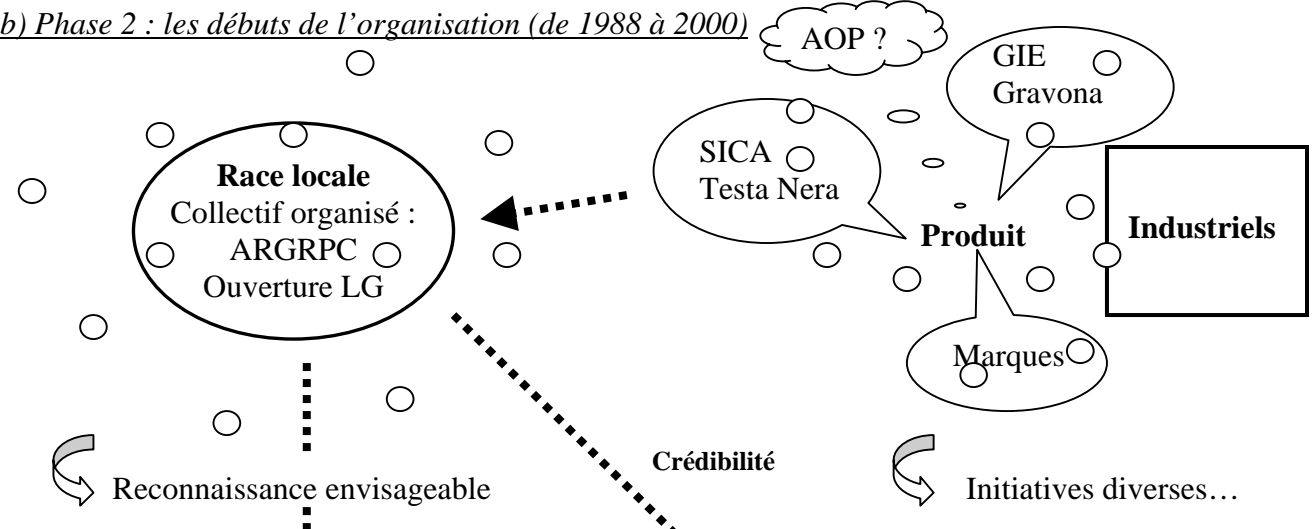 b) Phase 2 : les débuts de l’organisation (de 1988 à 2000)
AOP ?
GIE
Gravona
SICA
Testa Nera
Race locale
Collectif organisé :
ARGRPC
Ouverture LG
Produit
Industriels
Marques
Crédibilité
Reconnaissance envisageable
Initiatives diverses…